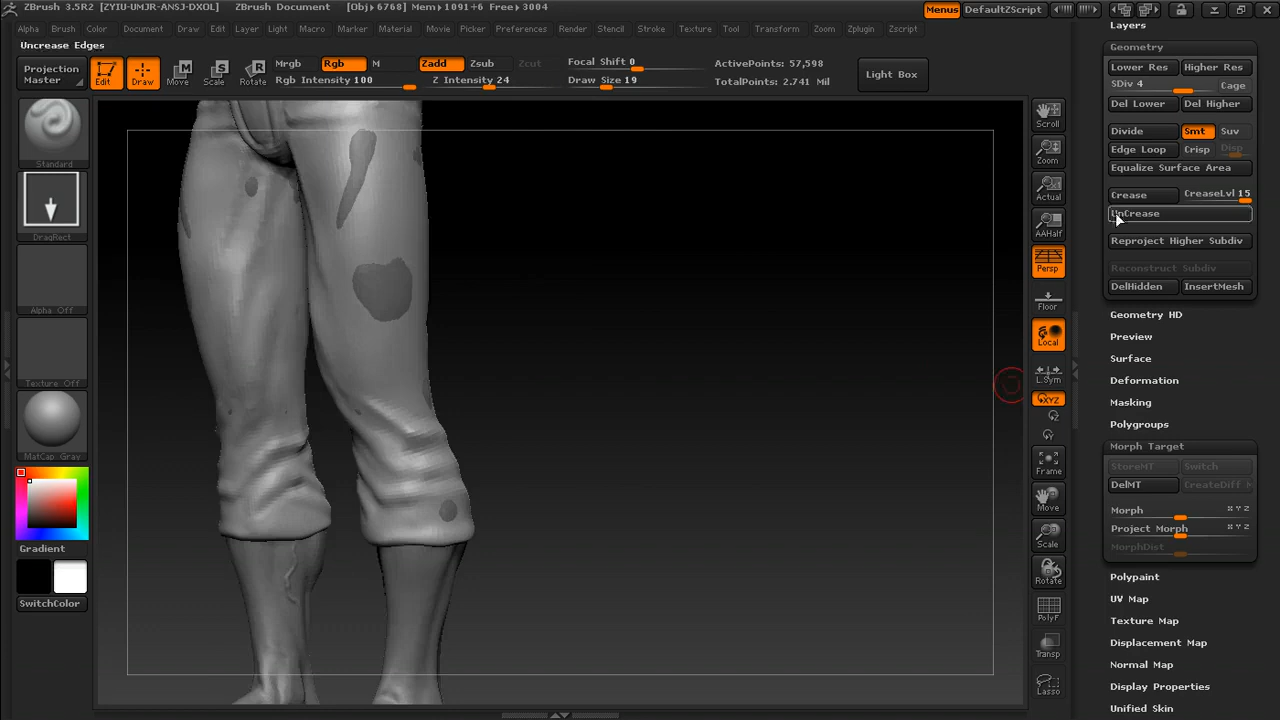 ZBrush 3.5R2 [ZYIU-UMJR-ANSJ-DXOL] ZBrush Document [Obj▸6768] Mem▸1091+6 Free▸3004 Menus DefaultZScript
Alpha Brush Color Document Draw Edit Layer Light Macro Marker Material Movie Picker Preferences Render Stencil Stroke Texture Tool Transform Zoom Zplugin Zscript
Uncrease Edges
Projection Master
Edit
Draw
Move
Scale
Rotate
Mrgb Rgb M
Rgb Intensity 100
Zadd Zsub Zcut
Z Intensity 24
Focal Shift 0
Draw Size 19
ActivePoints: 57,598
TotalPoints: 2.741 Mil
Light Box
Standard
DragRect
Alpha Off
Texture Off
MatCap Gray
Gradient
SwitchColor
Scroll
Zoom
Actual
AAHalf
Persp
Floor
Local
L.Sym
XYZ
Frame
Move
Scale
Rotate
PolyF
Transp
Lasso
Layers
Geometry
Lower Res Higher Res
SDiv 4 Cage
Del Lower Del Higher
Divide Smt Suv
Edge Loop Crisp Disp
Equalize Surface Area
Crease CreaseLvl 15
UnCrease
Reproject Higher Subdiv
Reconstruct Subdiv
DelHidden InsertMesh
Geometry HD
Preview
Surface
Deformation
Masking
Polygroups
Morph Target
StoreMT Switch
DelMT CreateDiff M
Morph X Y Z
Project Morph X Y Z
MorphDist
Polypaint
UV Map
Texture Map
Displacement Map
Normal Map
Display Properties
Unified Skin